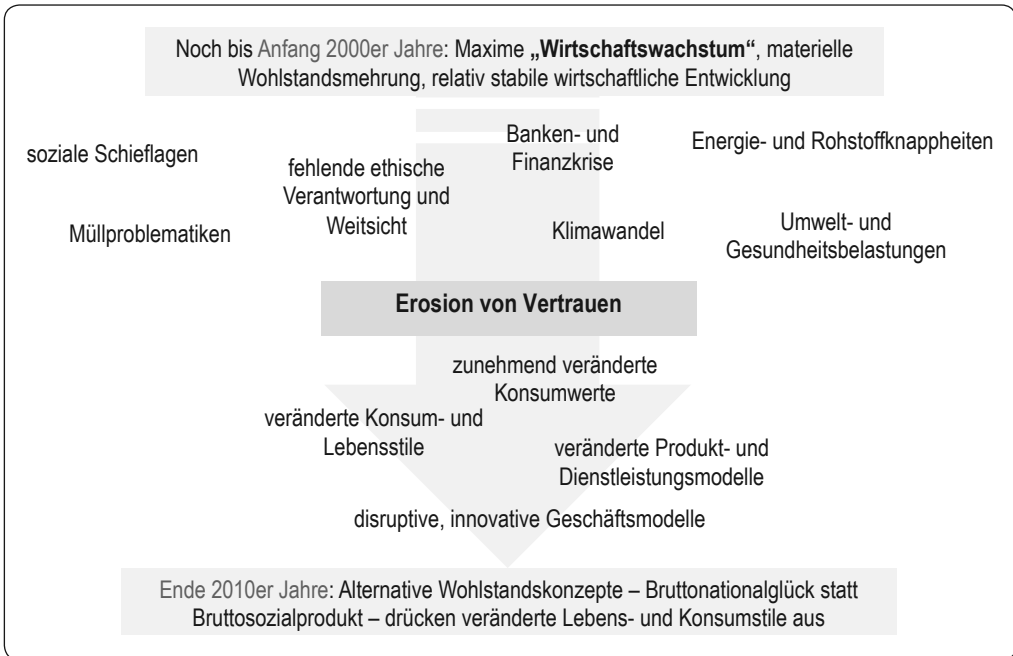 Noch bis Anfang 2000er Jahre: Maxime „Wirtschaftswachstum“, materielle
Wohlstandsmehrung, relativ stabile wirtschaftliche Entwicklung
soziale Schieflagen
fehlende ethische
Verantwortung und
Weitsicht
Banken- und
Finanzkrise
Energie- und Rohstoffknappheiten
Müllproblematiken
Klimawandel
Umwelt- und
Gesundheitsbelastungen
Erosion von Vertrauen
zunehmend veränderte
Konsumwerte
veränderte Konsum- und
Lebensstile
veränderte Produkt- und
Dienstleistungsmodelle
disruptive, innovative Geschäftsmodelle
Ende 2010er Jahre: Alternative Wohlstandskonzepte – Bruttonationalglück statt
Bruttosozialprodukt – drücken veränderte Lebens- und Konsumstile aus